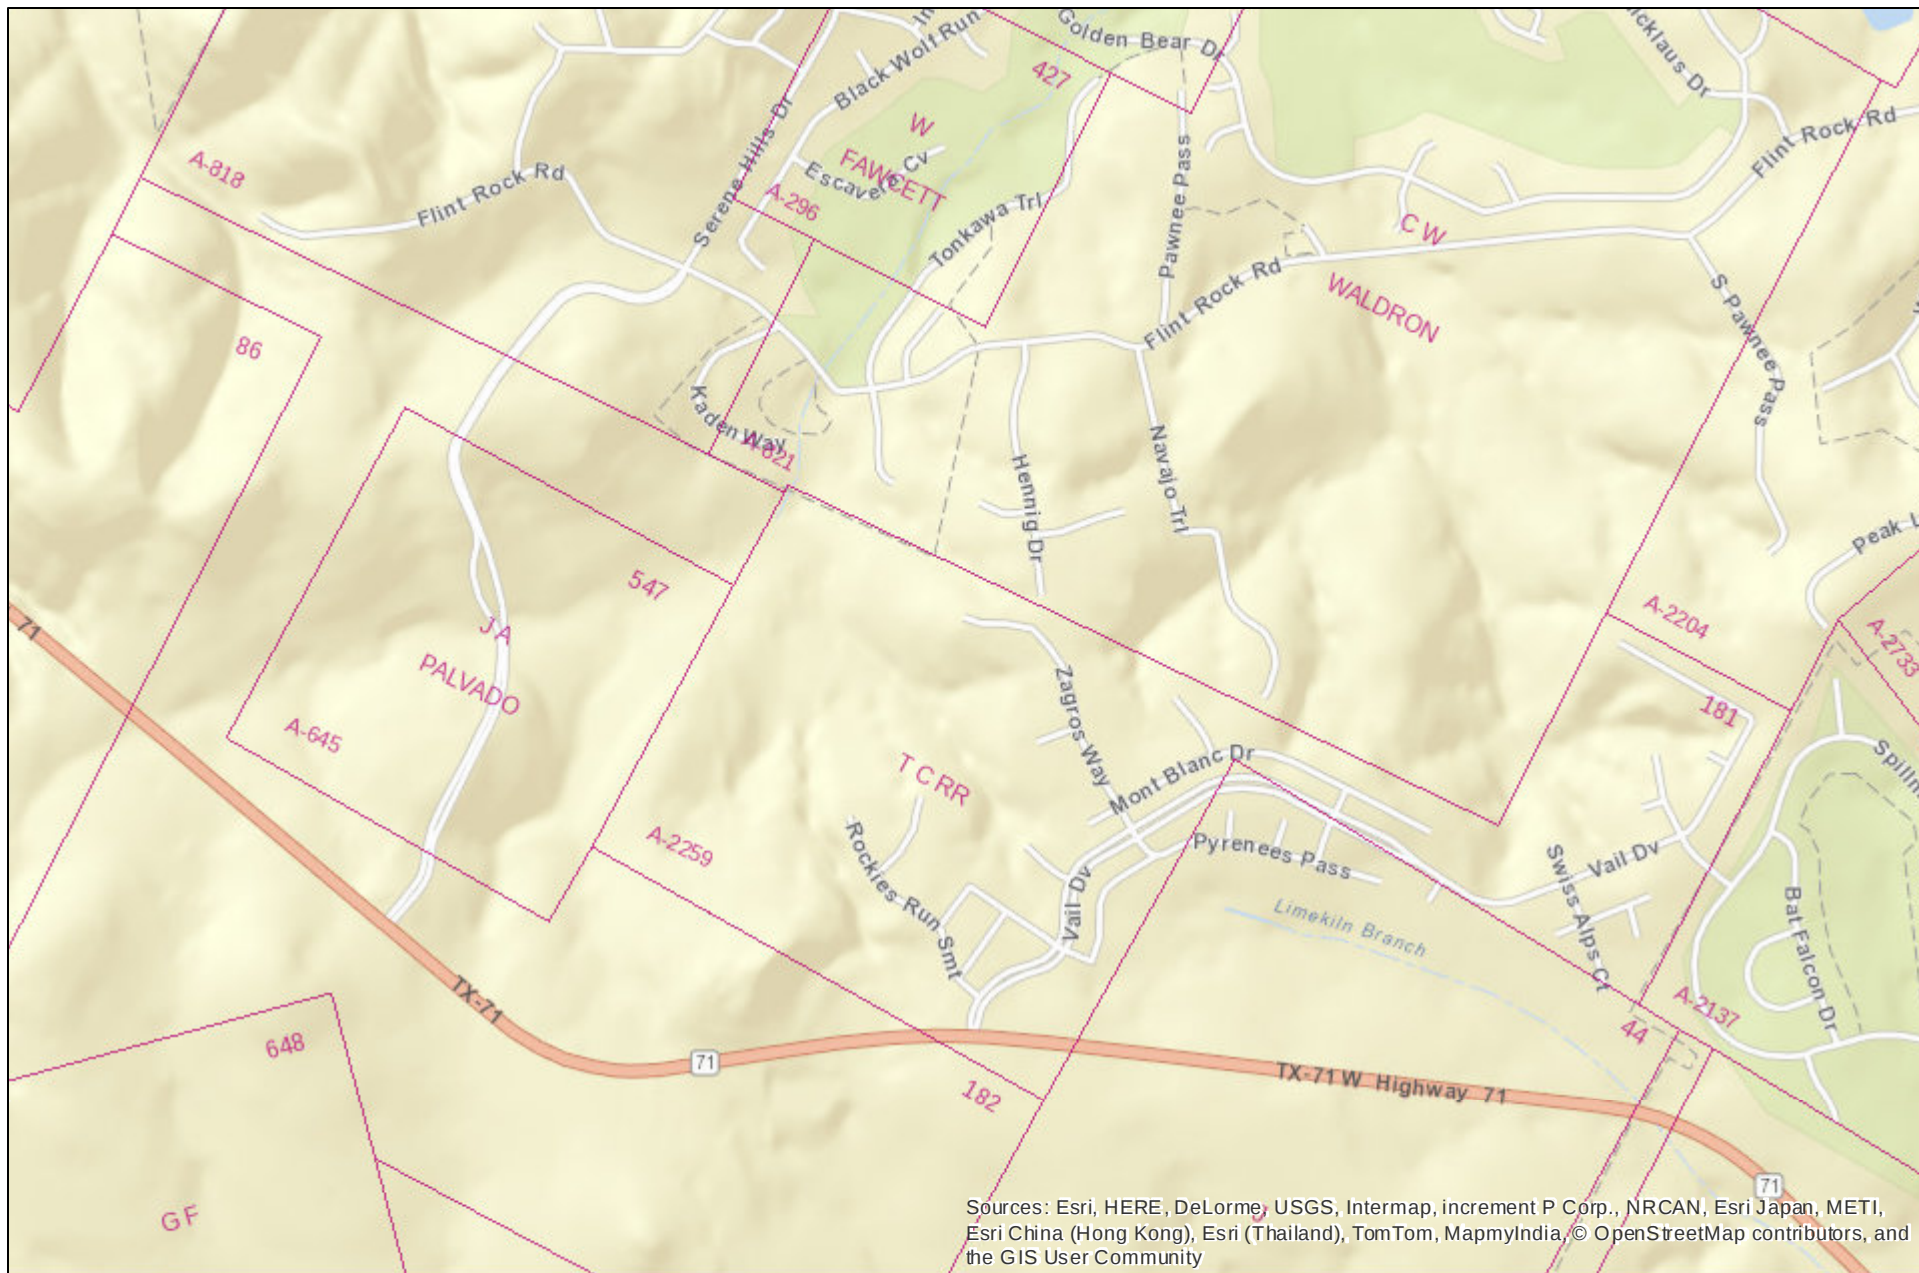 Golden Bear Dr
Black Wolf Run
427
W
FAWCETT
A-296
Serene Hills Dr
A-818
Flint Rock Rd
Tonkawa Trl
Pawnee Pass
Flint Rock Rd
C W
WALDRON
Flint Rock Rd
S Pawnee Pass
86
Kaden Way
A-821
Hennig Dr
Navajo Trl
547
J A
PALVADO
A-645
71
A-2204
181
A-2733
Zagros Way
Mont Blanc Dr
T C RR
A-2259
Rockies Run Smt
Vail Dv
Pyrenees Pass
Limekiln Branch
Swiss Alps Ct
Vail Dv
Bat Falcon Dr
A-2137
44
TX-71
71
648
182
TX-71 W Highway 71
71
G F
Sources: Esri, HERE, DeLorme, USGS, Intermap, increment P Corp., NRCAN, Esri Japan, METI,
Esri China (Hong Kong), Esri (Thailand), TomTom, MapmyIndia, © OpenStreetMap contributors, and
the GIS User Community